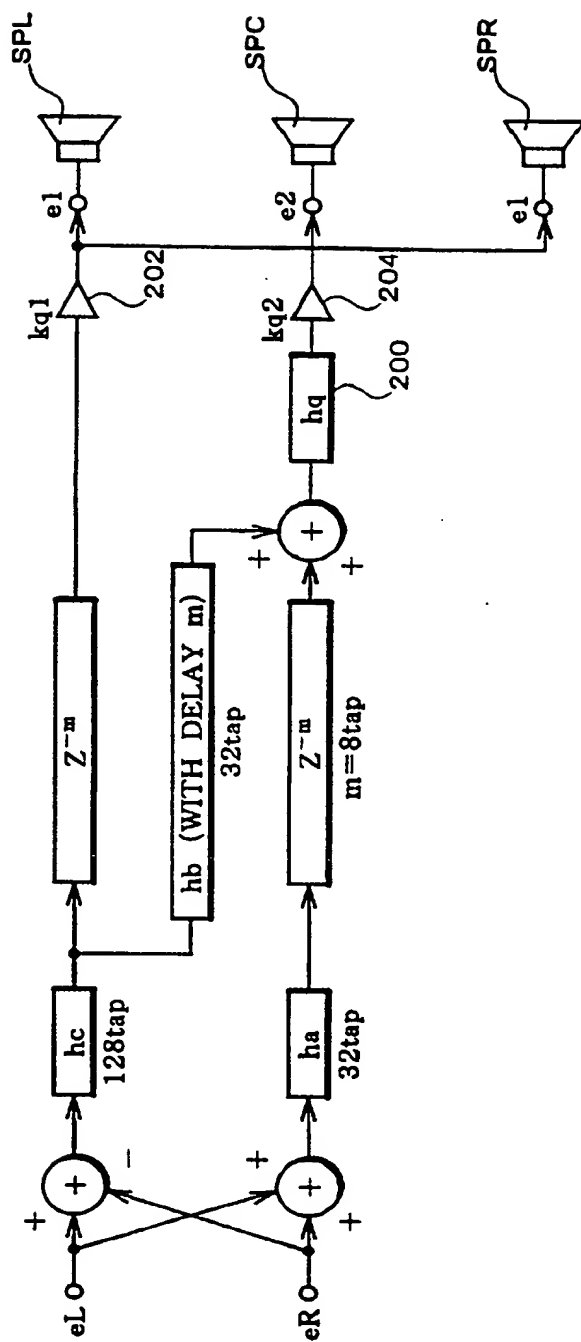 SPL
SPC
SPR
e1
e2
e1
kq1
202
kq2
204
hq
200
Z⁻ᵐ
hb (WITH DELAY m)
32tap
+
+
+
Z⁻ᵐ
m=8tap
hc
128tap
ha
32tap
+
+
-
+
+
+
eL
eR